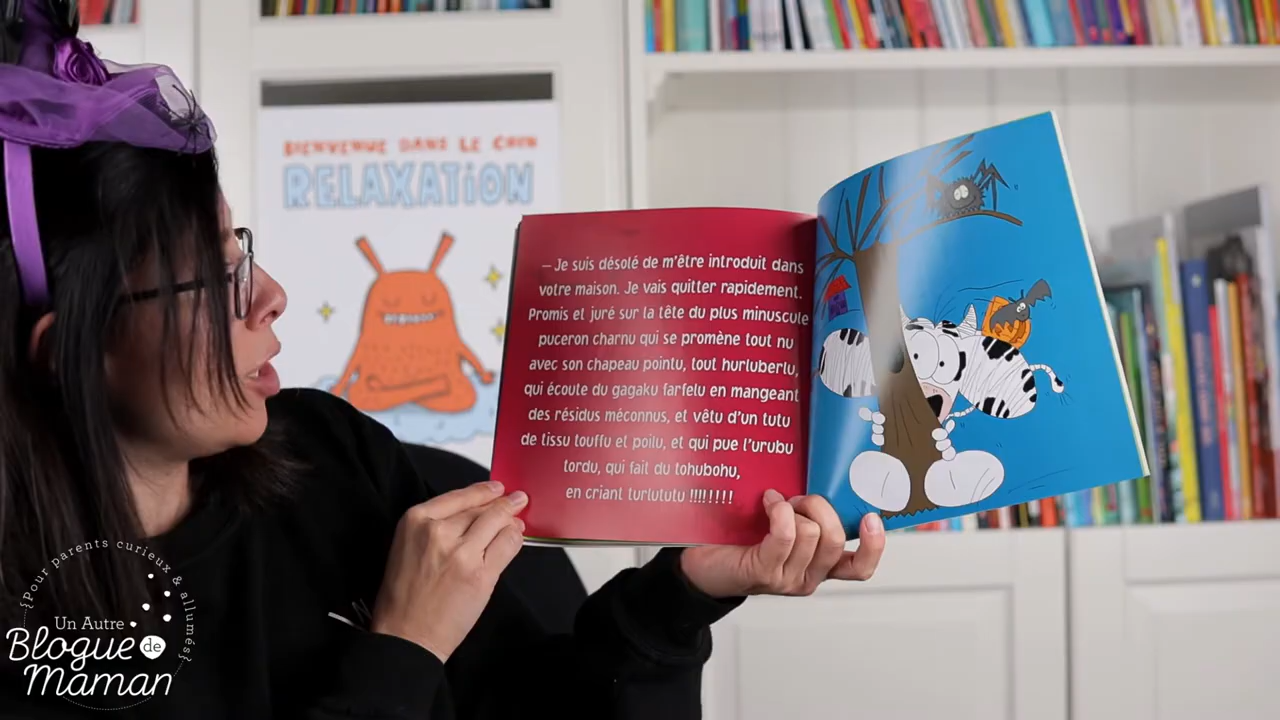 BIENVENUE DANS LE COIN
RELAXATION
– Je suis désolé de m'être introduit dans
votre maison. Je vais quitter rapidement.
Promis et juré sur la tête du plus minuscule
puceron charnu qui se promène tout nu
avec son chapeau pointu, tout hurluberlu,
qui écoute du gagaku farfelu en mangeant
des résidus méconnus, et vêtu d'un tutu
de tissu touffu et poilu, et qui pue l'urubu
tordu, qui fait du tohubohu,
en criant turlututu !!!!!!!!
{Pour parents curieux & allumés}
Un Autre
Blogue de
Maman